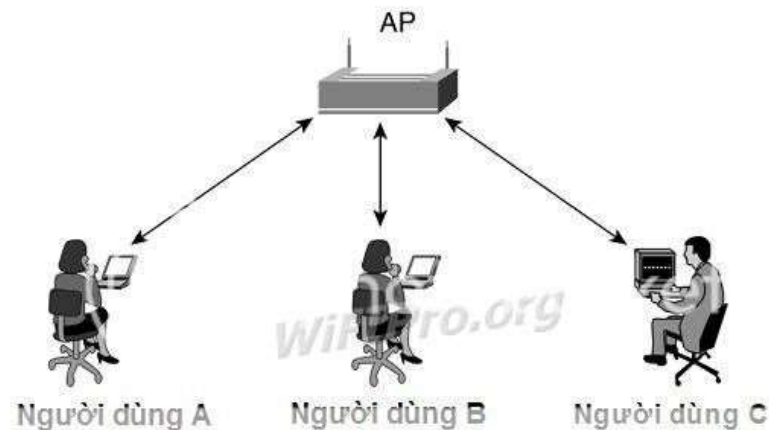 AP
WiFiPro.org
Người dùng A
Người dùng B
Người dùng C